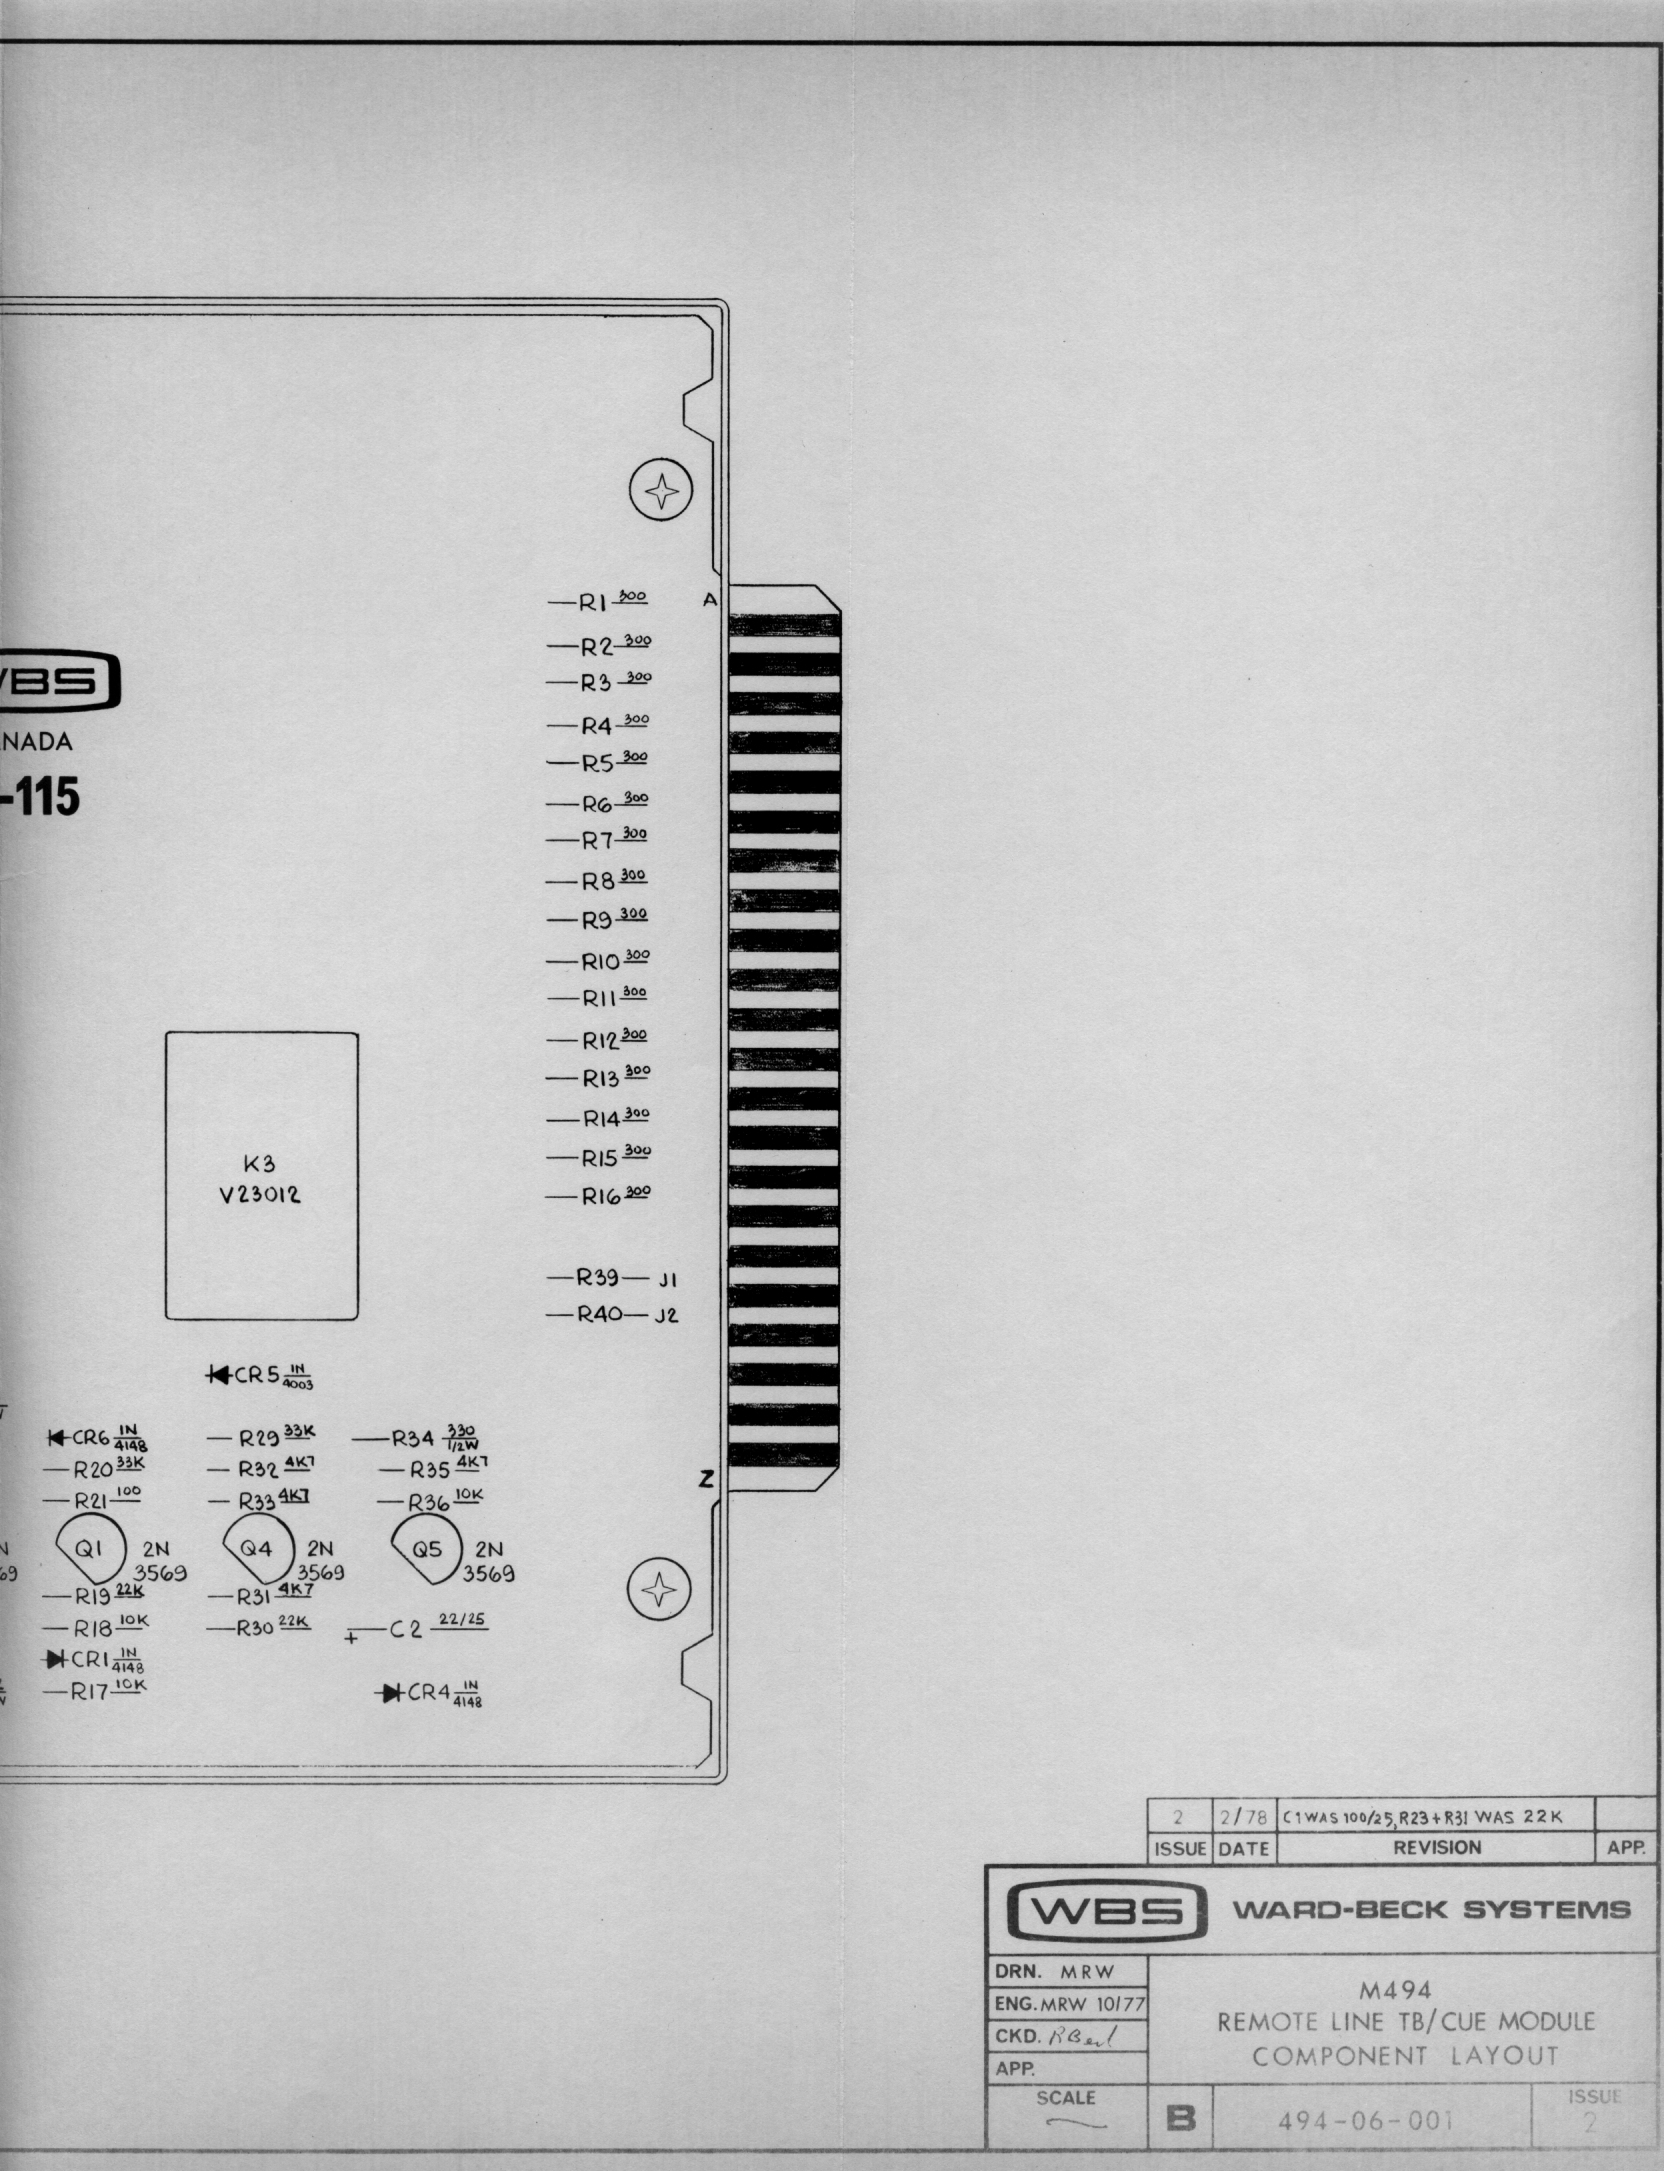 R1 300
A
R2 300
R3 300
R4 300
R5 300
R6 300
R7 300
R8 300
R9 300
R10 300
R11 300
R12 300
R13 300
R14 300
R15 300
R16 300
R39 J1
R40 J2
Z
WBS
NADA
-115
K3
V23012
CR5 IN 4003
CR6 IN 4148
R29 33K
R34 330 1/2W
R20 33K
R32 4K7
R35 4K7
R21 100
R33 4K7
R36 10K
Q1 2N 3569
Q4 2N 3569
Q5 2N 3569
R19 22K
R31 4K7
R18 10K
R30 22K
+ C2 22/25
CR1 IN 4148
R17 10K
CR4 IN 4148
2 2/78 C1 WAS 100/25, R23+R31 WAS 22K
ISSUE DATE REVISION APP.
WBS WARD-BECK SYSTEMS
DRN. MRW
ENG. MRW 10/77
CKD.
APP.
M494
REMOTE LINE TB/CUE MODULE
COMPONENT LAYOUT
SCALE
B
494-06-001
ISSUE
2